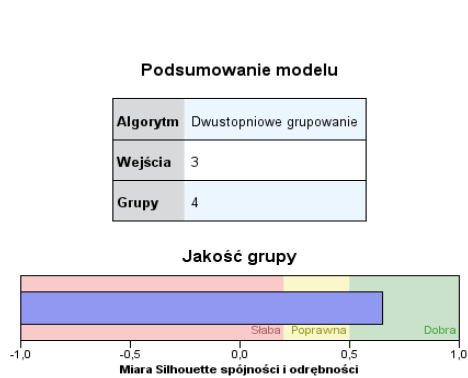 Podsumowanie modelu
Algorytm Dwustopniowe grupowanie
Wejścia 3
Grupy 4
Jakość grupy
Słaba Poprawna Dobra
-1,0 -0,5 0,0 0,5 1,0
Miara Silhouette spójności i odrębności